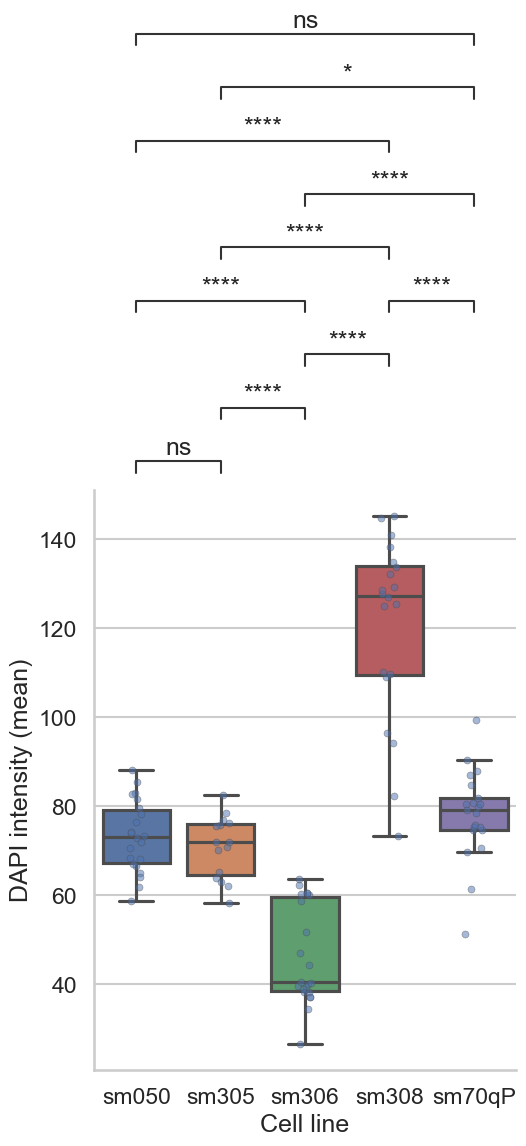 ns
*
****
****
****
****
****
****
****
ns
140
120
100
80
60
40
DAPI intensity (mean)
sm050
sm305
sm306
sm308
sm70qP
Cell line